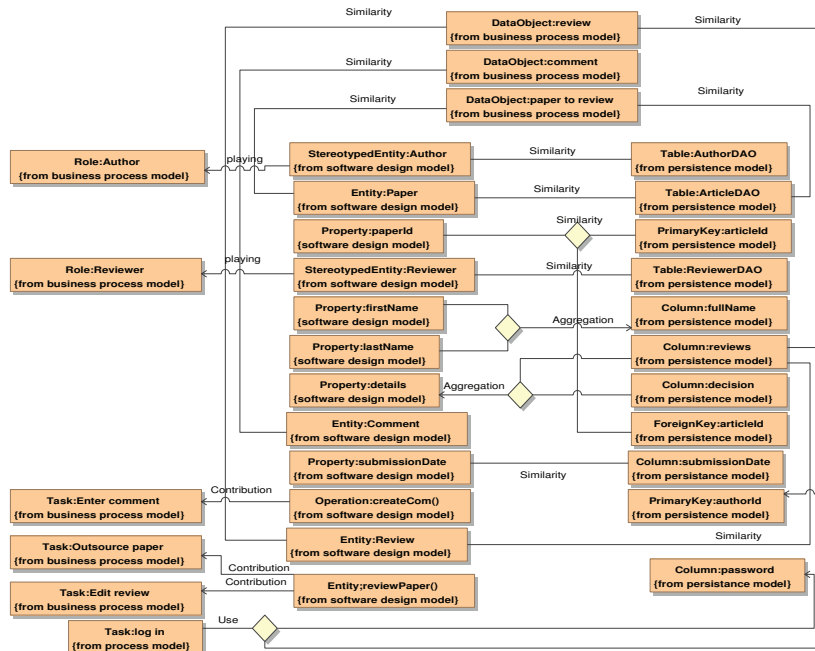 Similarity
DataObject:review
{from business process model}
Similarity
Similarity
DataObject:comment
{from business process model}
Similarity
DataObject:paper to review
{from business process model}
Similarity
Role:Author
{from business process model}
playing
StereotypedEntity:Author
{from software design model}
Similarity
Table:AuthorDAO
{from persistence model}
Entity:Paper
{from software design model}
Similarity
Table:ArticleDAO
{from persistence model}
Property:paperId
{software design model}
Similarity
PrimaryKey:articleId
{from persistence model}
Role:Reviewer
{from business process model}
playing
StereotypedEntity:Reviewer
{from software design model}
Similarity
Table:ReviewerDAO
{from persistence model}
Property:firstName
{software design model}
Aggregation
Column:fullName
{from persistence model}
Property:lastName
{software design model}
Column:reviews
{from persistence model}
Property:details
{software design model}
Aggregation
Column:decision
{from persistence model}
Entity:Comment
{from software design model}
ForeignKey:articleId
{from persistence model}
Property:submissionDate
{from software design model}
Similarity
Column:submissionDate
{from persistance model}
Task:Enter comment
{from business process model}
Contribution
Operation:createCom()
{from software design model}
PrimaryKey:authorId
{from persistence model}
Entity:Review
{from software design model}
Similarity
Task:Outsource paper
{from business process model}
Contribution
Column:password
{from persistance model}
Task:Edit review
{from business process model}
Contribution
Entity;reviewPaper()
{from software design model}
Task:log in
{from process model}
Use